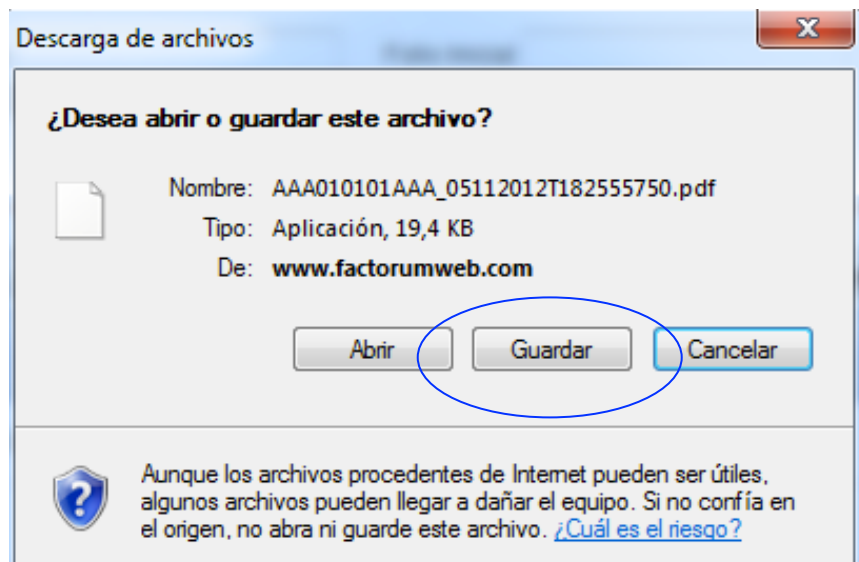 Descarga de archivos
¿Desea abrir o guardar este archivo?
Nombre: AAA010101AAA_05112012T182555750.pdf
Tipo: Aplicación, 19,4 KB
De: www.factorumweb.com
Abrir Guardar Cancelar
Aunque los archivos procedentes de Internet pueden ser útiles,
algunos archivos pueden llegar a dañar el equipo. Si no confía en
el origen, no abra ni guarde este archivo. ¿Cuál es el riesgo?